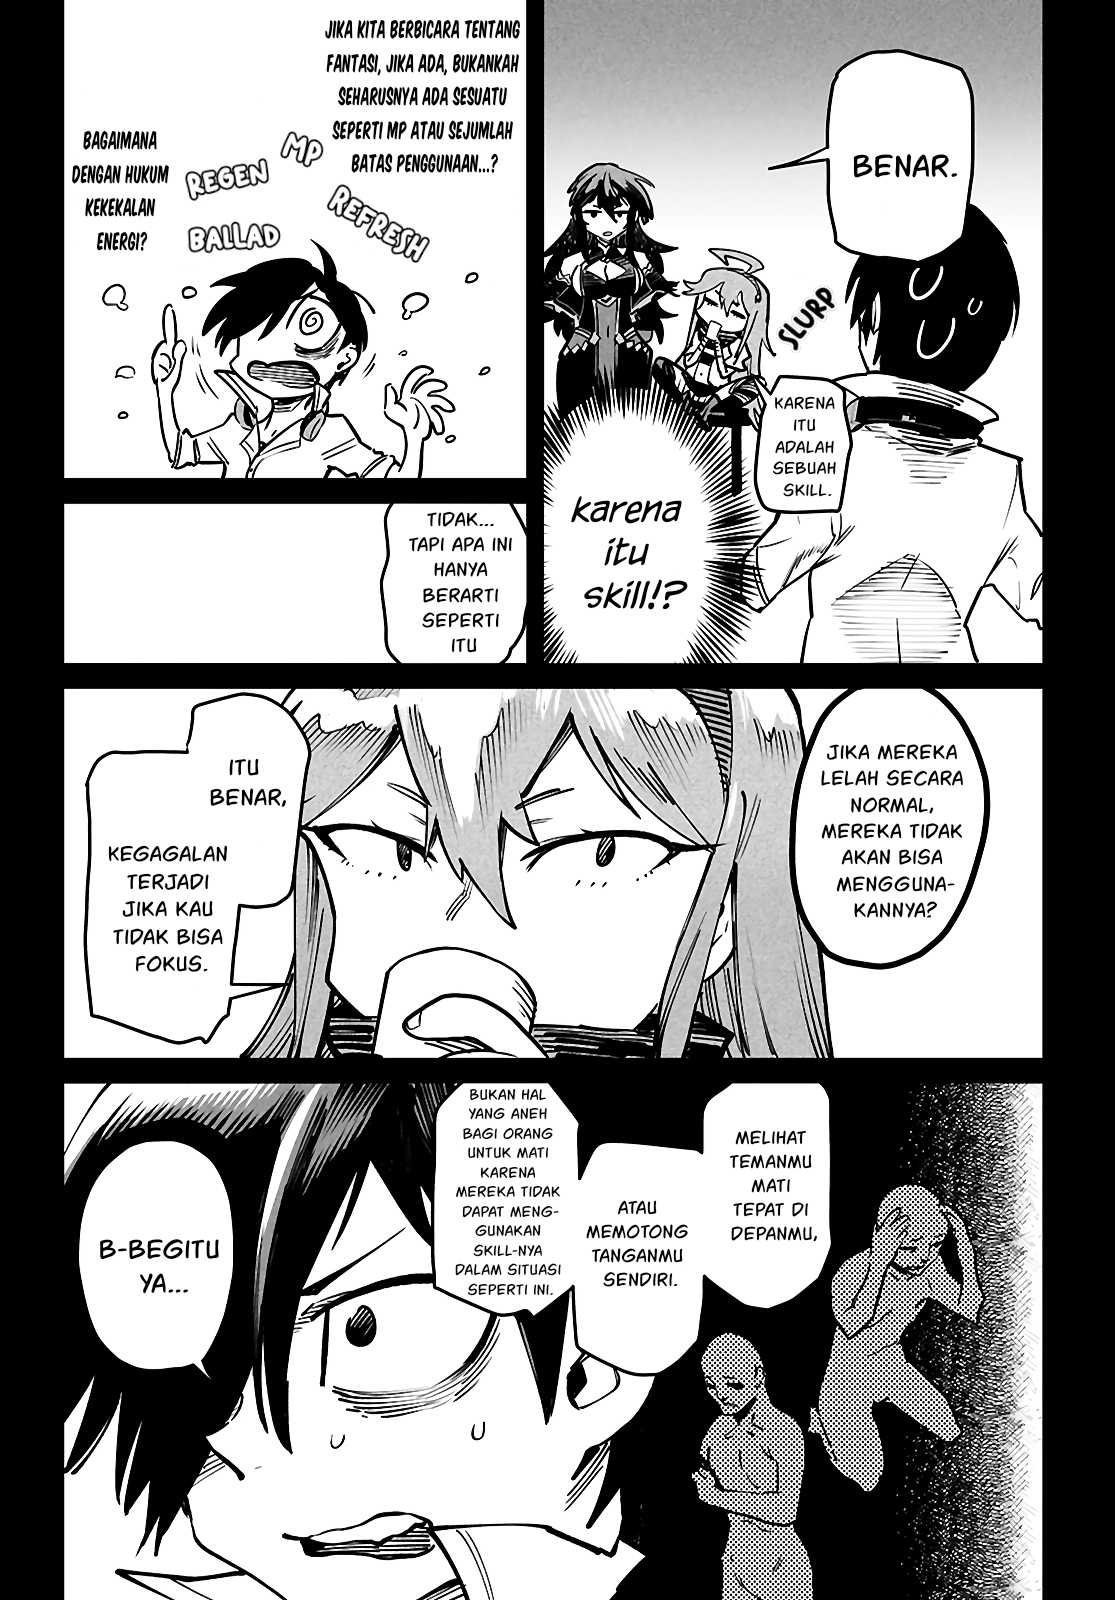 BENAR.
SLURP
KARENA
ITU
ADALAH
SEBUAH
SKILL.
karena
itu
skill!?
JIKA KITA BERBICARA TENTANG
FANTASI, JIKA ADA, BUKANKAH
SEHARUSNYA ADA SESUATU
SEPERTI MP ATAU SEJUMLAH
BATAS PENGGUNAAN...?
MP
REFRESH
REGEN
BALLAD
BAGAIMANA
DENGAN HUKUM
KEKEKALAN
ENERGI?
TIDAK...
TAPI APA INI
HANYA
BERARTI
SEPERTI
ITU
JIKA MEREKA
LELAH SECARA
NORMAL,
MEREKA TIDAK
AKAN BISA
MENGGUNA-
KANNYA?
ITU
BENAR,
KEGAGALAN
TERJADI
JIKA KAU
TIDAK BISA
FOKUS.
MELIHAT
TEMANMU
MATI
TEPAT DI
DEPANMU,
ATAU
MEMOTONG
TANGANMU
SENDIRI.
BUKAN HAL
YANG ANEH
BAGI ORANG
UNTUK MATI
KARENA
MEREKA TIDAK
DAPAT MENG-
GUNAKAN
SKILL-NYA
DALAM SITUASI
SEPERTI INI.
B-BEGITU
YA...